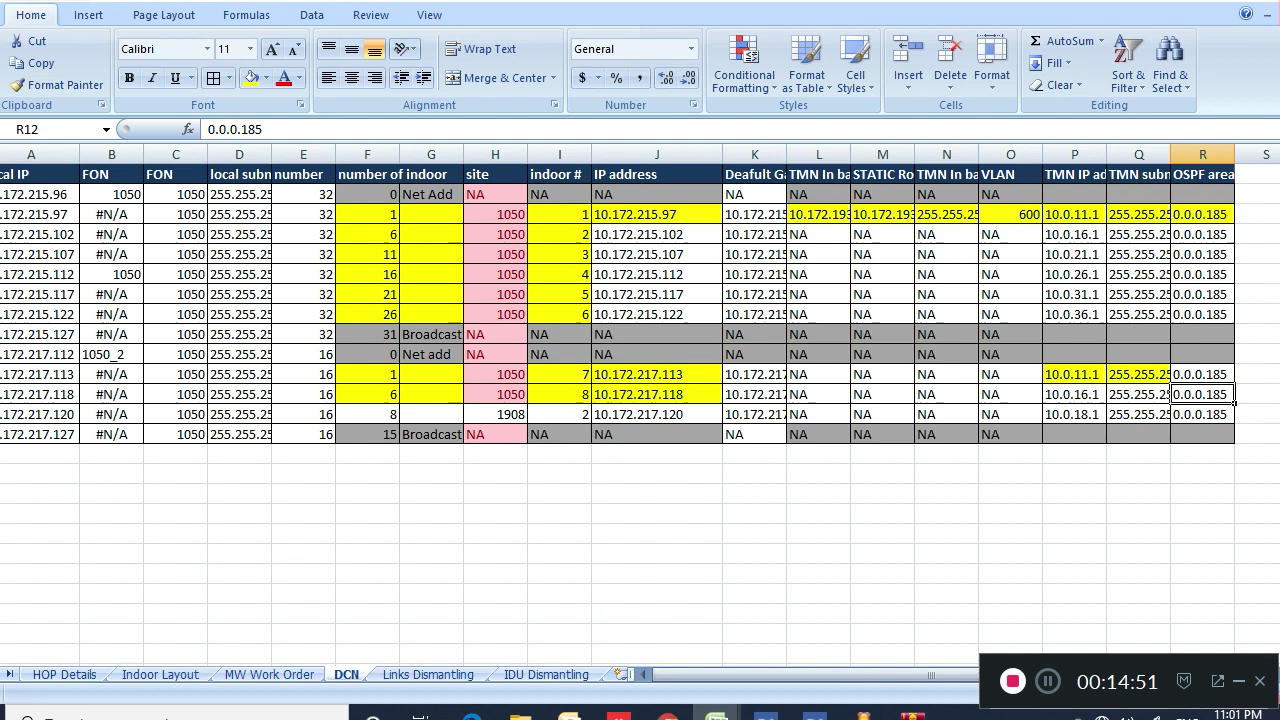 Home Insert Page Layout Formulas Data Review View
Cut
Copy
Format Painter
Clipboard
Calibri 11
B I U
Font
Wrap Text
Merge & Center
Alignment
General
$ % ,
Number
Conditional Formatting
Format as Table
Cell Styles
Styles
Insert Delete Format
Cells
Σ AutoSum
Fill
Clear
Sort & Filter
Find & Select
Editing
R12 fx 0.0.0.185
A B C D E F G H I J K L M N O P Q R S
cal IP FON FON local subn number number of indoor site indoor # IP address Deafult Ga TMN In ba STATIC Ro TMN In ba VLAN TMN IP ad TMN subn OSPF area
.172.215.96 1050 1050 255.255.25 32 0 Net Add NA NA NA NA NA NA NA NA
.172.215.97 #N/A 1050 255.255.25 32 1 1050 1 10.172.215.97 10.172.215 10.172.193 10.172.193 255.255.25 600 10.0.11.1 255.255.25 0.0.0.185
.172.215.102 #N/A 1050 255.255.25 32 6 1050 2 10.172.215.102 10.172.215 NA NA NA NA 10.0.16.1 255.255.25 0.0.0.185
.172.215.107 #N/A 1050 255.255.25 32 11 1050 3 10.172.215.107 10.172.215 NA NA NA NA 10.0.21.1 255.255.25 0.0.0.185
.172.215.112 1050 1050 255.255.25 32 16 1050 4 10.172.215.112 10.172.215 NA NA NA NA 10.0.26.1 255.255.25 0.0.0.185
.172.215.117 #N/A 1050 255.255.25 32 21 1050 5 10.172.215.117 10.172.215 NA NA NA NA 10.0.31.1 255.255.25 0.0.0.185
.172.215.122 #N/A 1050 255.255.25 32 26 1050 6 10.172.215.122 10.172.215 NA NA NA NA 10.0.36.1 255.255.25 0.0.0.185
.172.215.127 #N/A 1050 255.255.25 32 31 Broadcast NA NA NA NA NA NA NA NA
.172.217.112 1050_2 1050 255.255.25 16 0 Net add NA NA NA NA NA NA NA NA
.172.217.113 #N/A 1050 255.255.25 16 1 1050 7 10.172.217.113 10.172.217 NA NA NA NA 10.0.11.1 255.255.25 0.0.0.185
.172.217.118 #N/A 1050 255.255.25 16 6 1050 8 10.172.217.118 10.172.217 NA NA NA NA 10.0.16.1 255.255.25 0.0.0.185
.172.217.120 #N/A 1050 255.255.25 16 8 1908 2 10.172.217.120 10.172.217 NA NA NA NA 10.0.18.1 255.255.25 0.0.0.185
.172.217.127 #N/A 1050 255.255.25 16 15 Broadcast NA NA NA NA NA NA NA NA
HOP Details Indoor Layout MW Work Order DCN Links Dismantling IDU Dismantling
00:14:51
11:01 PM